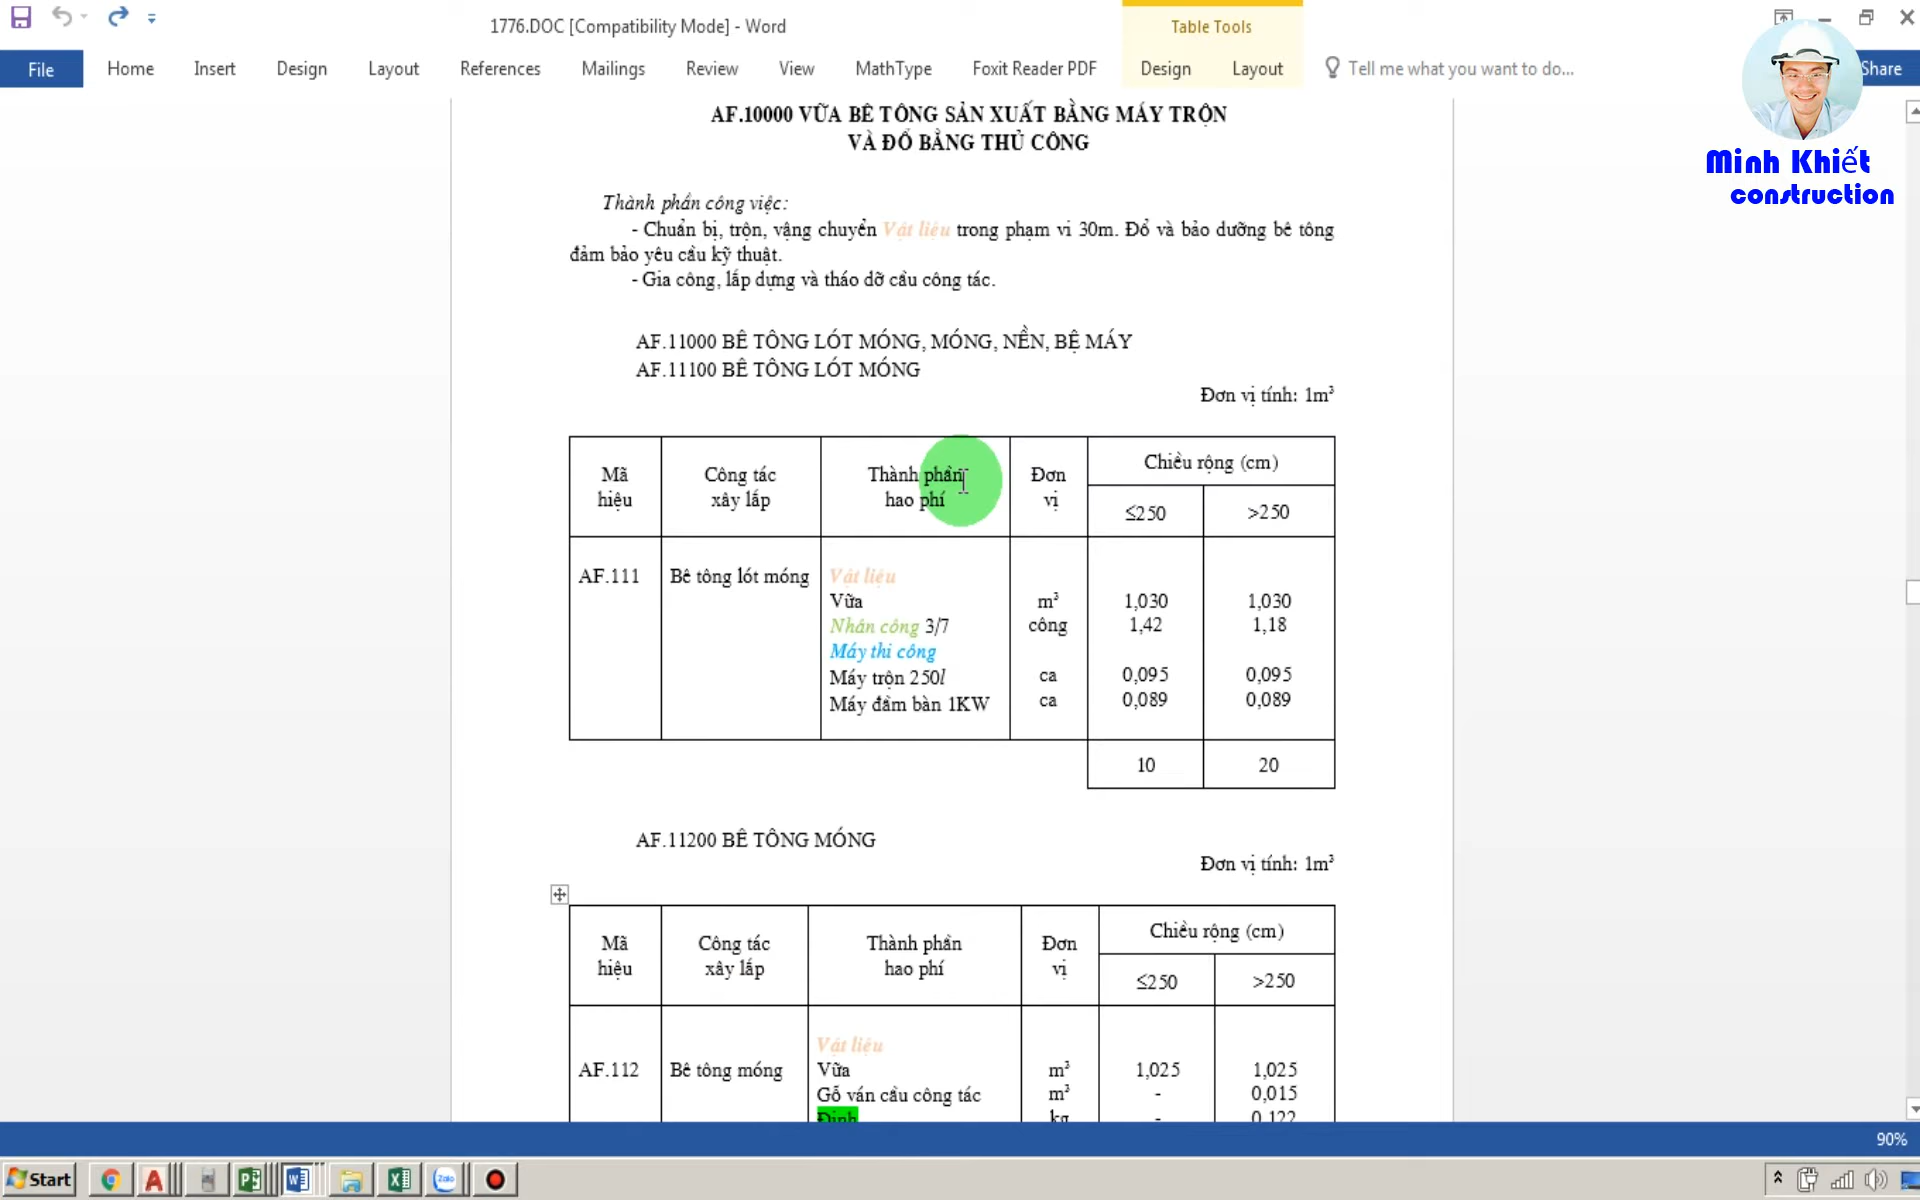 1776.DOC [Compatibility Mode] - Word
Table Tools
File
Home
Insert
Design
Layout
References
Mailings
Review
View
MathType
Foxit Reader PDF
Design
Layout
Tell me what you want to do...
Share
Minh Khiết
construction
AF.10000 VỮA BÊ TÔNG SẢN XUẤT BẰNG MÁY TRỘN
VÀ ĐỔ BẰNG THỦ CÔNG
Thành phần công việc:
- Chuẩn bị, trộn, vận chuyển Vật liệu trong phạm vi 30m. Đổ và bảo dưỡng bê tông
đảm bảo yêu cầu kỹ thuật.
- Gia công, lắp dựng và tháo dỡ cầu công tác.
AF.11000 BÊ TÔNG LÓT MÓNG, MÓNG, NỀN, BỆ MÁY
AF.11100 BÊ TÔNG LÓT MÓNG
Đơn vị tính: 1m³
Mã
hiệu
Công tác
xây lắp
Thành phần
hao phí
Đơn
vị
Chiều rộng (cm)
≤250
>250
AF.111
Bê tông lót móng
Vật liệu
Vữa m³ 1,030 1,030
Nhân công 3/7 công 1,42 1,18
Máy thi công
Máy trộn 250l ca 0,095 0,095
Máy đầm bàn 1KW ca 0,089 0,089
10 20
AF.11200 BÊ TÔNG MÓNG
Đơn vị tính: 1m³
Mã
hiệu
Công tác
xây lắp
Thành phần
hao phí
Đơn
vị
Chiều rộng (cm)
≤250
>250
Vật liệu
AF.112 Bê tông móng Vữa m³ 1,025 1,025
Gỗ ván cầu công tác m³ - 0,015
Đinh kg - 0,122
90%
Start
Zalo